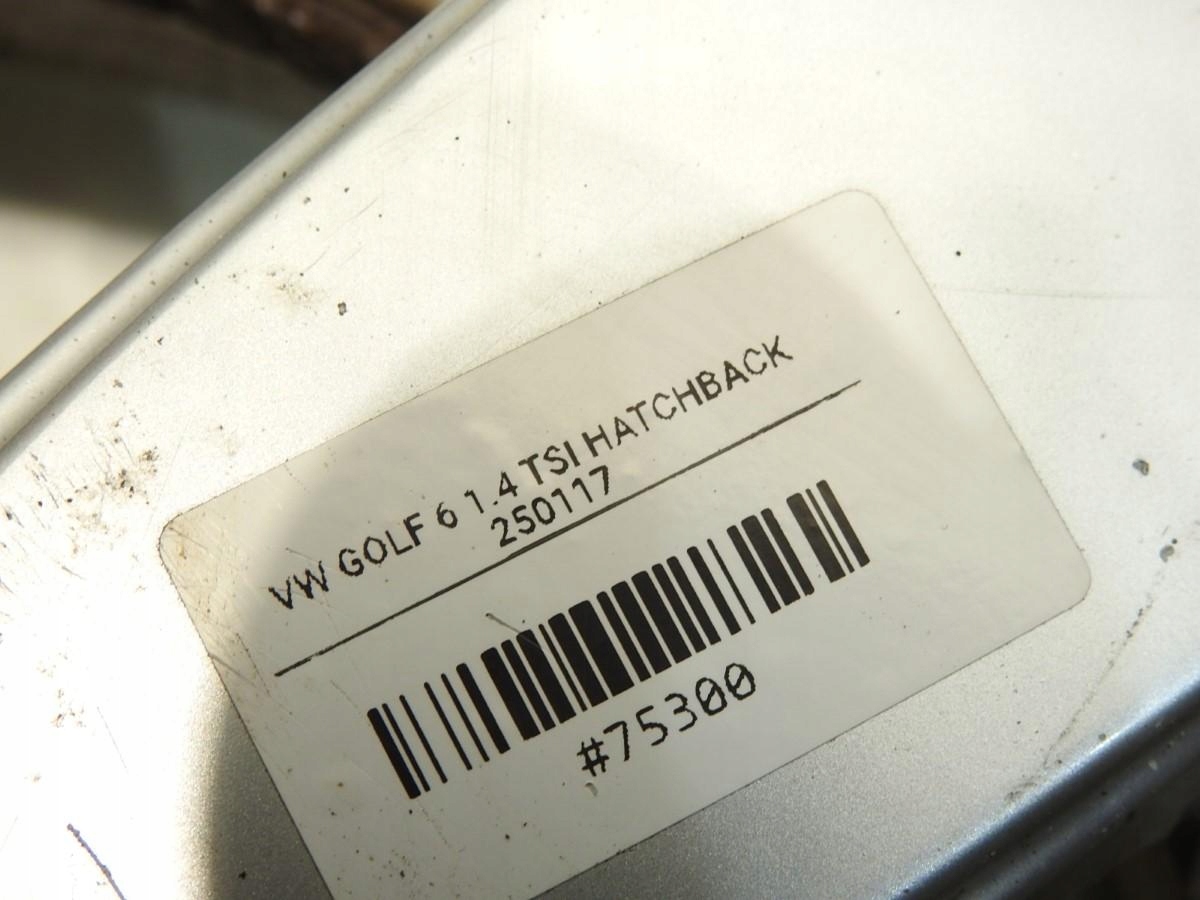 VW GOLF 6 1.4 TSI HATCHBACK
250117
#75300